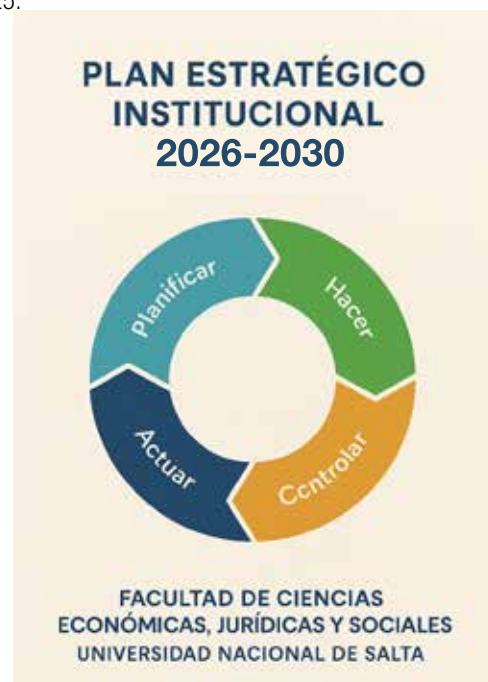 25.
PLAN ESTRATÉGICO
INSTITUCIONAL
2026-2030
Planificar
Hacer
Ccntrolar
Actuar
FACULTAD DE CIENCIAS
ECONÓMICAS, JURÍDICAS Y SOCIALES
UNIVERSIDAD NACIONAL DE SALTA